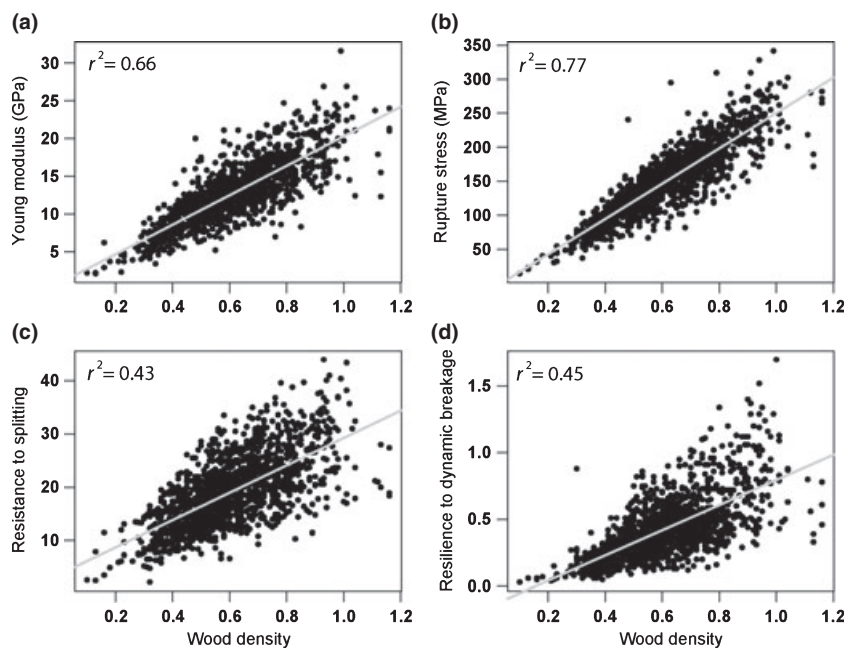 (a)
r² = 0.66
Young modulus (GPa)
30
25
20
15
10
5
0.2 0.4 0.6 0.8 1.0 1.2
(b)
r² = 0.77
Rupture stress (MPa)
350
300
250
200
150
100
50
0.2 0.4 0.6 0.8 1.0 1.2
(c)
r² = 0.43
Resistance to splitting
40
30
20
10
0.2 0.4 0.6 0.8 1.0 1.2
Wood density
(d)
r² = 0.45
Resilience to dynamic breakage
1.5
1.0
0.5
0.0
0.2 0.4 0.6 0.8 1.0 1.2
Wood density